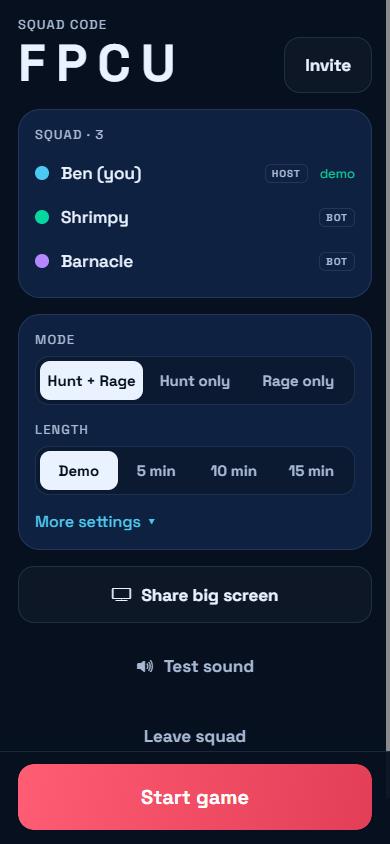 SQUAD CODE
FPCU
Invite
SQUAD · 3
Ben (you) HOST demo
Shrimpy BOT
Barnacle BOT
MODE
Hunt + Rage Hunt only Rage only
LENGTH
Demo 5 min 10 min 15 min
More settings ▾
Share big screen
Test sound
Leave squad
Start game